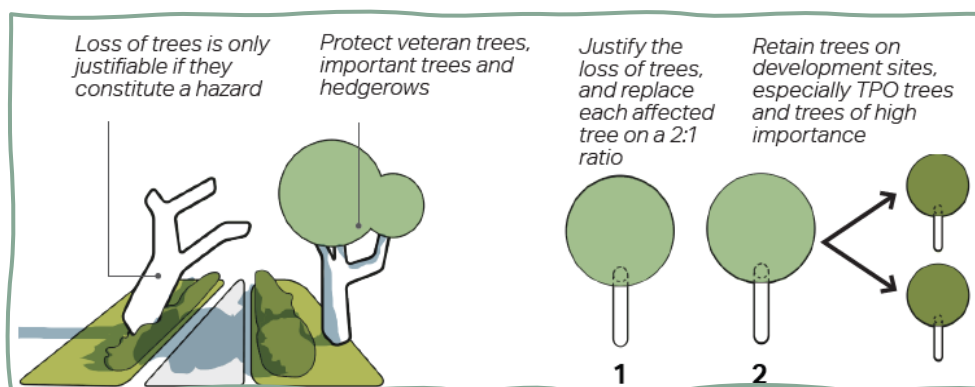 Loss of trees is only
justifiable if they
constitute a hazard
Protect veteran trees,
important trees and
hedgerows
Justify the
loss of trees,
and replace
each affected
tree on a 2:1
ratio
Retain trees on
development sites,
especially TPO trees
and trees of high
importance
1
2